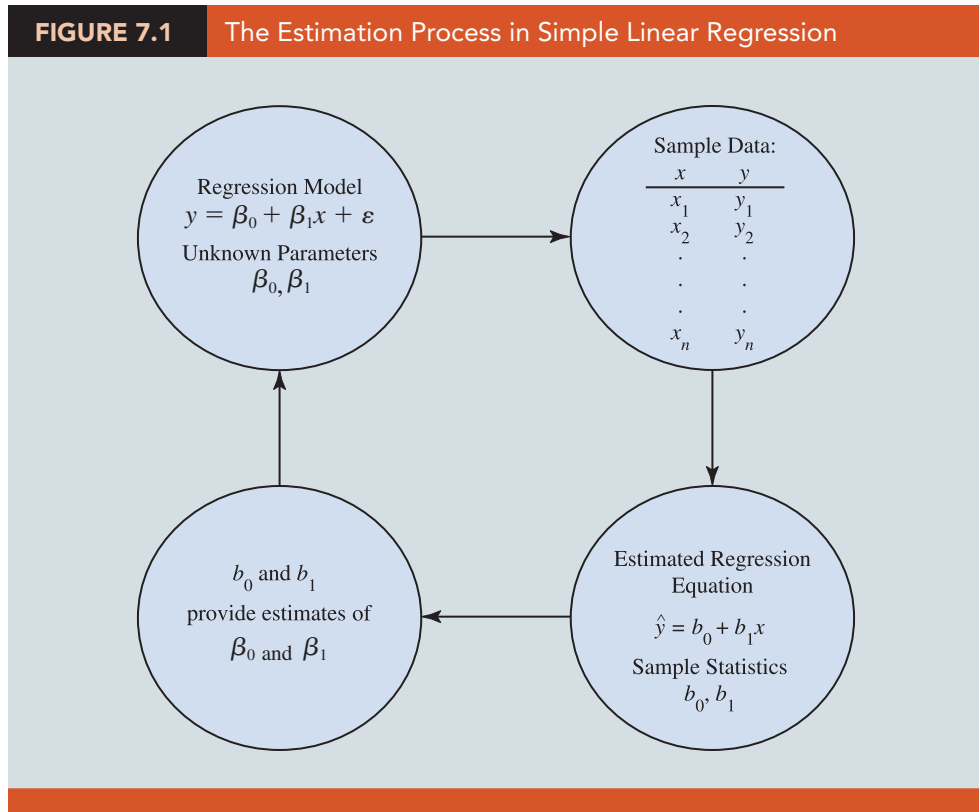 FIGURE 7.1 The Estimation Process in Simple Linear Regression
Regression Model
y = β₀ + β₁x + ε
Unknown Parameters
β₀, β₁
Sample Data:
x y
x₁ y₁
x₂ y₂
. .
. .
. .
xₙ yₙ
Estimated Regression
Equation
ŷ = b₀ + b₁x
Sample Statistics
b₀, b₁
b₀ and b₁
provide estimates of
β₀ and β₁